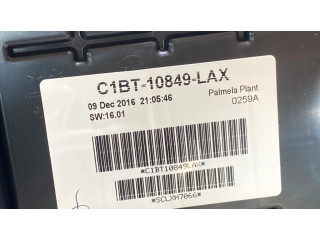 C1BT-10849-LAX
09 Dec 2016 21:05:46 Palmela Plant
SW:16.01 0259A
*C1BT10849LAX*
*SCLXH7066*